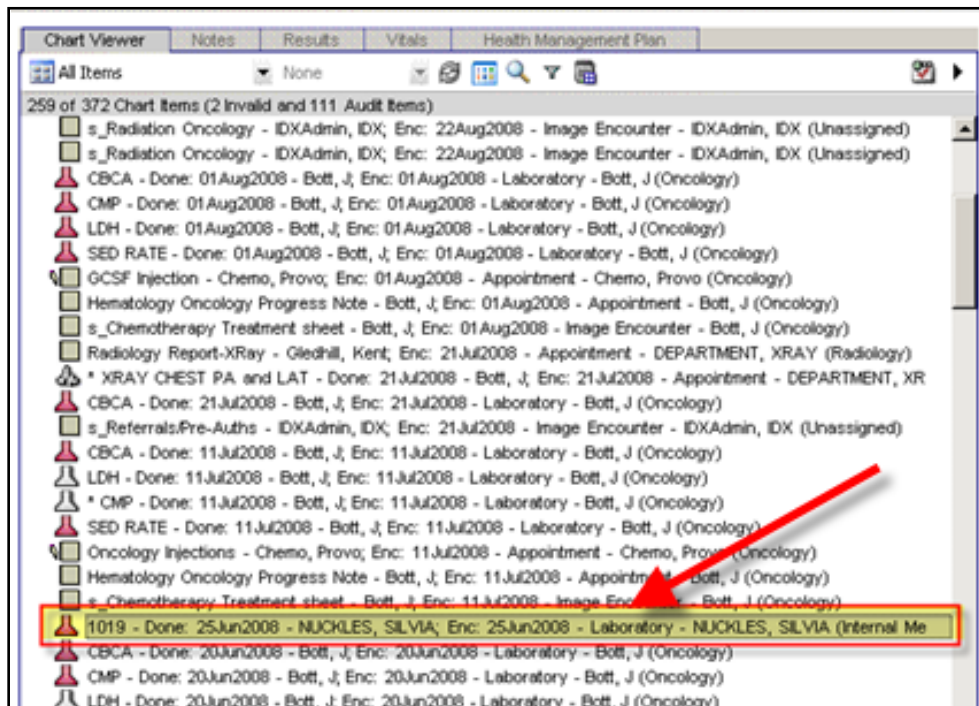 Chart Viewer Notes Results Vitals Health Management Plan
All Items None
259 of 372 Chart Items (2 Invalid and 111 Audit Items)
s_Radiation Oncology - IDXAdmin, IDX; Enc: 22Aug2008 - Image Encounter - IDXAdmin, IDX (Unassigned)
s_Radiation Oncology - IDXAdmin, IDX; Enc: 22Aug2008 - Image Encounter - IDXAdmin, IDX (Unassigned)
CBCA - Done: 01Aug2008 - Bott, J; Enc: 01Aug2008 - Laboratory - Bott, J (Oncology)
CMP - Done: 01Aug2008 - Bott, J; Enc: 01Aug2008 - Laboratory - Bott, J (Oncology)
LDH - Done: 01Aug2008 - Bott, J; Enc: 01Aug2008 - Laboratory - Bott, J (Oncology)
SED RATE - Done: 01Aug2008 - Bott, J; Enc: 01Aug2008 - Laboratory - Bott, J (Oncology)
GCSF Injection - Chemo, Provo; Enc: 01Aug2008 - Appointment - Chemo, Provo (Oncology)
Hematology Oncology Progress Note - Bott, J; Enc: 01Aug2008 - Appointment - Bott, J (Oncology)
s_Chemotherapy Treatment sheet - Bott, J; Enc: 01Aug2008 - Image Encounter - Bott, J (Oncology)
Radiology Report-XRay - Gledhill, Kent; Enc: 21Jul2008 - Appointment - DEPARTMENT, XRAY (Radiology)
* XRAY CHEST PA and LAT - Done: 21Jul2008 - Bott, J; Enc: 21Jul2008 - Appointment - DEPARTMENT, XR
CBCA - Done: 21Jul2008 - Bott, J; Enc: 21Jul2008 - Laboratory - Bott, J (Oncology)
s_Referrals/Pre-Auths - IDXAdmin, IDX; Enc: 21Jul2008 - Image Encounter - IDXAdmin, IDX (Unassigned)
CBCA - Done: 11Jul2008 - Bott, J; Enc: 11Jul2008 - Laboratory - Bott, J (Oncology)
LDH - Done: 11Jul2008 - Bott, J; Enc: 11Jul2008 - Laboratory - Bott, J (Oncology)
* CMP - Done: 11Jul2008 - Bott, J; Enc: 11Jul2008 - Laboratory - Bott, J (Oncology)
SED RATE - Done: 11Jul2008 - Bott, J; Enc: 11Jul2008 - Laboratory - Bott, J (Oncology)
Oncology Injections - Chemo, Provo; Enc: 11Jul2008 - Appointment - Chemo, Provo (Oncology)
Hematology Oncology Progress Note - Bott, J; Enc: 11Jul2008 - Bott, J (Oncology)
s_Chemotherapy Treatment sheet - Bott, J; Enc: 11Jul2008 - Image - Bott, J (Oncology)
1019 - Done: 25Jun2008 - NUCKLES, SILVIA; Enc: 25Jun2008 - Laboratory - NUCKLES, SILVIA (Internal Me
CBCA - Done: 20Jun2008 - Bott, J; Enc: 20Jun2008 - Laboratory - Bott, J (Oncology)
CMP - Done: 20Jun2008 - Bott, J; Enc: 20Jun2008 - Laboratory - Bott, J (Oncology)
LDH - Done: 20Jun2008 - Bott, J; Enc: 20Jun2008 - Laboratory - Bott, J (Oncology)